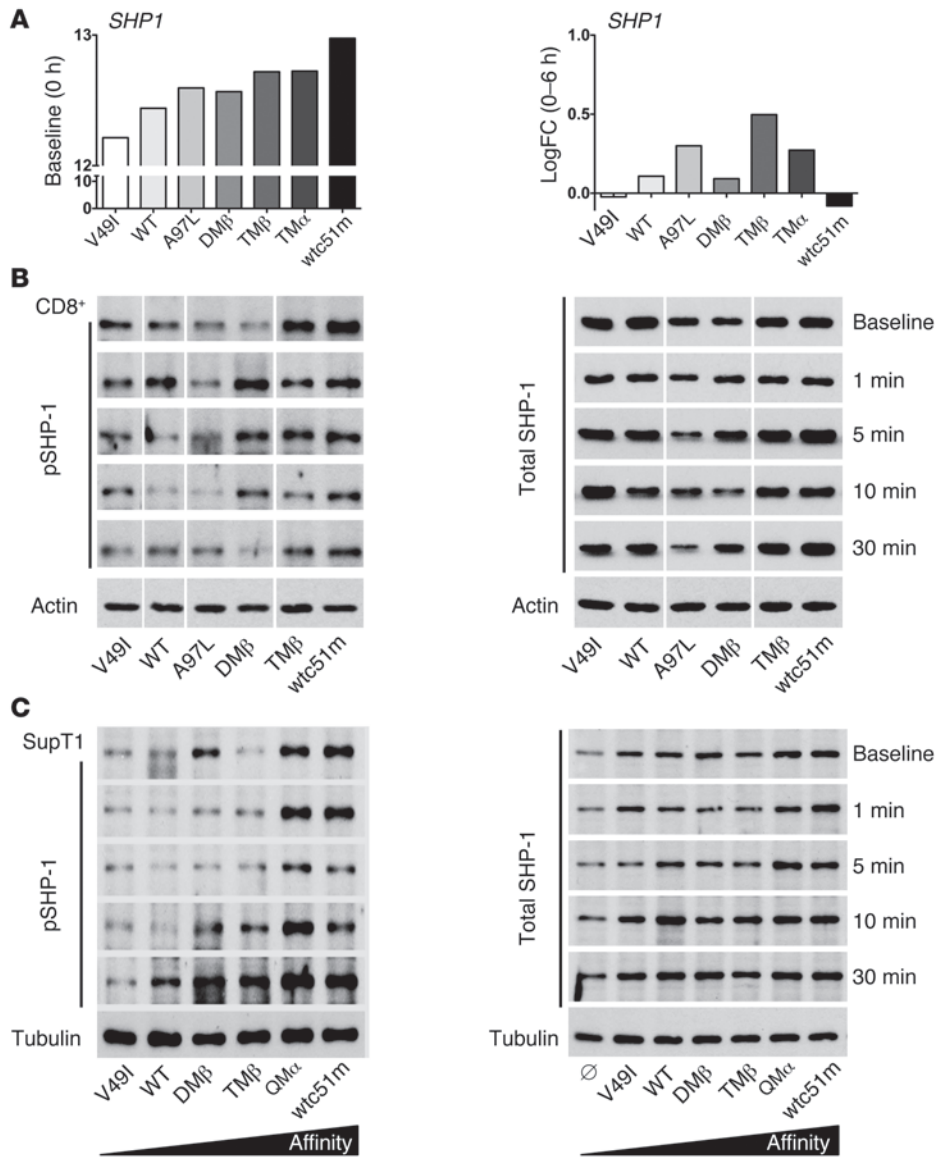 A
SHP1
Baseline (0 h)
13
12
10
0
V49I WT A97L DMβ TMβ TMα wtc51m
SHP1
LogFC (0–6 h)
1.0
0.5
0.0
V49I WT A97L DMβ TMβ TMα wtc51m
B
CD8+
pSHP-1
Actin
V49I WT A97L DMβ TMβ wtc51m
Total SHP-1
Baseline
1 min
5 min
10 min
30 min
Actin
V49I WT A97L DMβ TMβ wtc51m
C
SupT1
pSHP-1
Tubulin
V49I WT DMβ TMβ QMα wtc51m
Affinity
Total SHP-1
Baseline
1 min
5 min
10 min
30 min
Tubulin
∅ V49I WT DMβ TMβ QMα wtc51m
Affinity